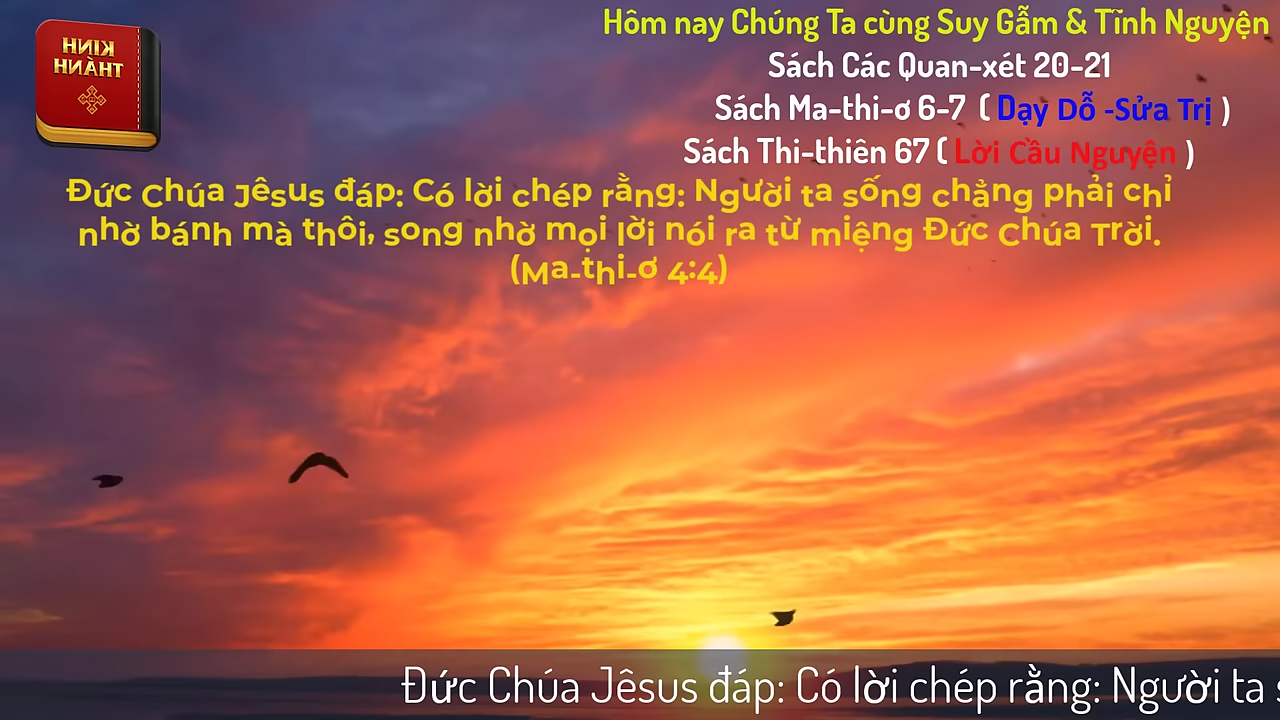 KINH
THÀNH
Hôm nay Chúng Ta cùng Suy Gẫm & Tĩnh Nguyện
Sách Các Quan-xét 20-21
Sách Ma-thi-ơ 6-7 ( Dạy Dỗ -Sửa Trị )
Sách Thi-thiên 67 ( Lời Cầu Nguyện )
Đức Chúa Jêsus đáp: Có lời chép rằng: Người ta sống chẳng phải chỉ
nhờ bánh mà thôi, song nhờ mọi lời nói ra từ miệng Đức Chúa Trời.
(Ma-thi-ơ 4:4)
Đức Chúa Jêsus đáp: Có lời chép rằng: Người ta